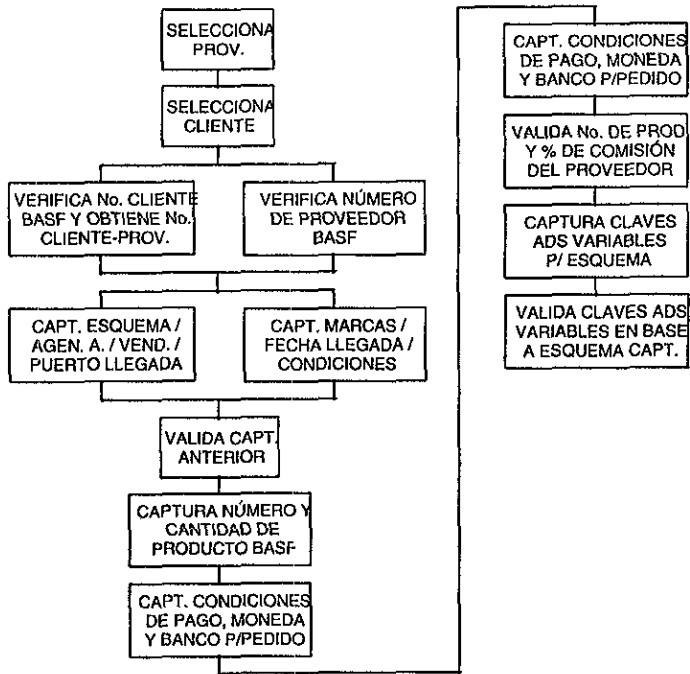 SELECCIONA
PROV.
SELECCIONA
CLIENTE
VERIFICA No. CLIENTE
BASF Y OBTIENE No.
CLIENTE-PROV.
VERIFICA NÚMERO
DE PROVEEDOR
BASF
CAPT. ESQUEMA /
AGEN. A. / VEND. /
PUERTO LLEGADA
CAPT. MARCAS /
FECHA LLEGADA /
CONDICIONES
VALIDA CAPT.
ANTERIOR
CAPTURA NÚMERO Y
CANTIDAD DE
PRODUCTO BASF
CAPT. CONDICIONES
DE PAGO, MONEDA
Y BANCO P/PEDIDO
CAPT. CONDICIONES
DE PAGO, MONEDA
Y BANCO P/PEDIDO
VALIDA No. DE PROD
Y % DE COMISIÓN
DEL PROVEEDOR
CAPTURA CLAVES
ADS VARIABLES
P/ ESQUEMA
VALIDA CLAVES ADS
VARIABLES EN BASE
A ESQUEMA CAPT.